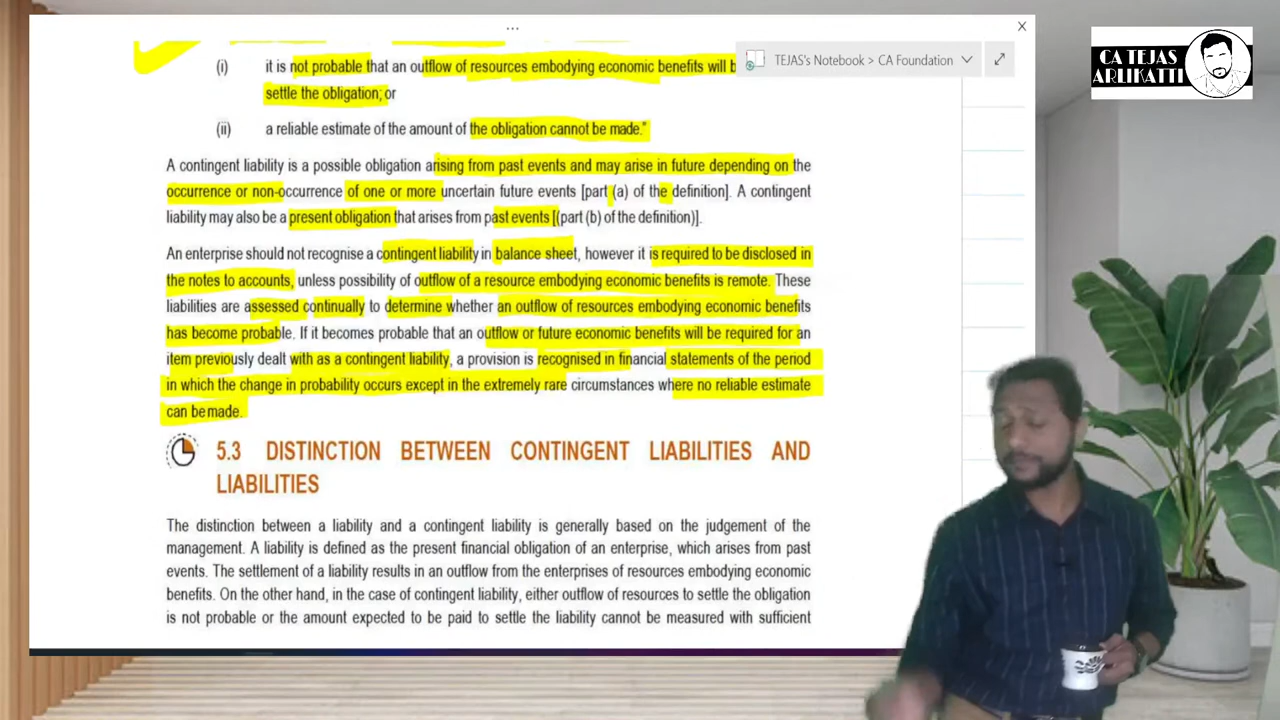 ...
X
TEJAS's Notebook > CA Foundation
CA TEJAS
ARLIKATTI
(i) it is not probable that an outflow of resources embodying economic benefits will b
settle the obligation; or
(ii) a reliable estimate of the amount of the obligation cannot be made."
A contingent liability is a possible obligation arising from past events and may arise in future depending on the
occurrence or non-occurrence of one or more uncertain future events [part (a) of the definition]. A contingent
liability may also be a present obligation that arises from past events [(part (b) of the definition)].
An enterprise should not recognise a contingent liability in balance sheet, however it is required to be disclosed in
the notes to accounts, unless possibility of outflow of a resource embodying economic benefits is remote. These
liabilities are assessed continually to determine whether an outflow of resources embodying economic benefits
has become probable. If it becomes probable that an outflow or future economic benefits will be required for an
item previously dealt with as a contingent liability, a provision is recognised in financial statements of the period
in which the change in probability occurs except in the extremely rare circumstances where no reliable estimate
can be made.
5.3 DISTINCTION BETWEEN CONTINGENT LIABILITIES AND
LIABILITIES
The distinction between a liability and a contingent liability is generally based on the judgement of the
management. A liability is defined as the present financial obligation of an enterprise, which arises from past
events. The settlement of a liability results in an outflow from the enterprises of resources embodying economic
benefits. On the other hand, in the case of contingent liability, either outflow of resources to settle the obligation
is not probable or the amount expected to be paid to settle the liability cannot be measured with sufficient